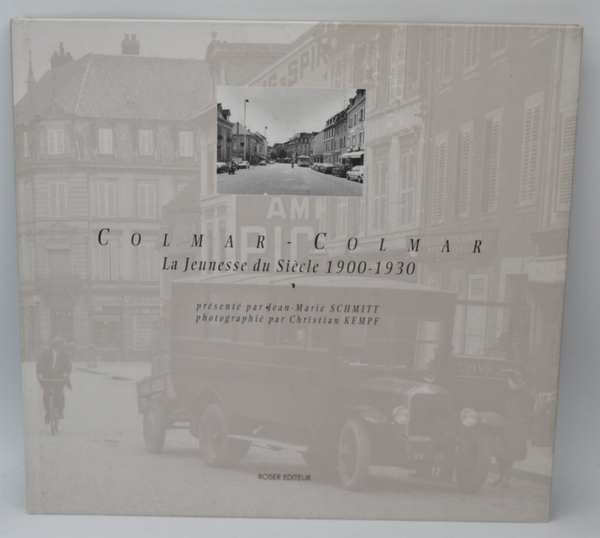 COLMAR - COLMAR
La Jeunesse du Siècle 1900-1930
présenté par Jean-Marie SCHMITT
photographié par Christian KEMPF
ROSER EDITEUR